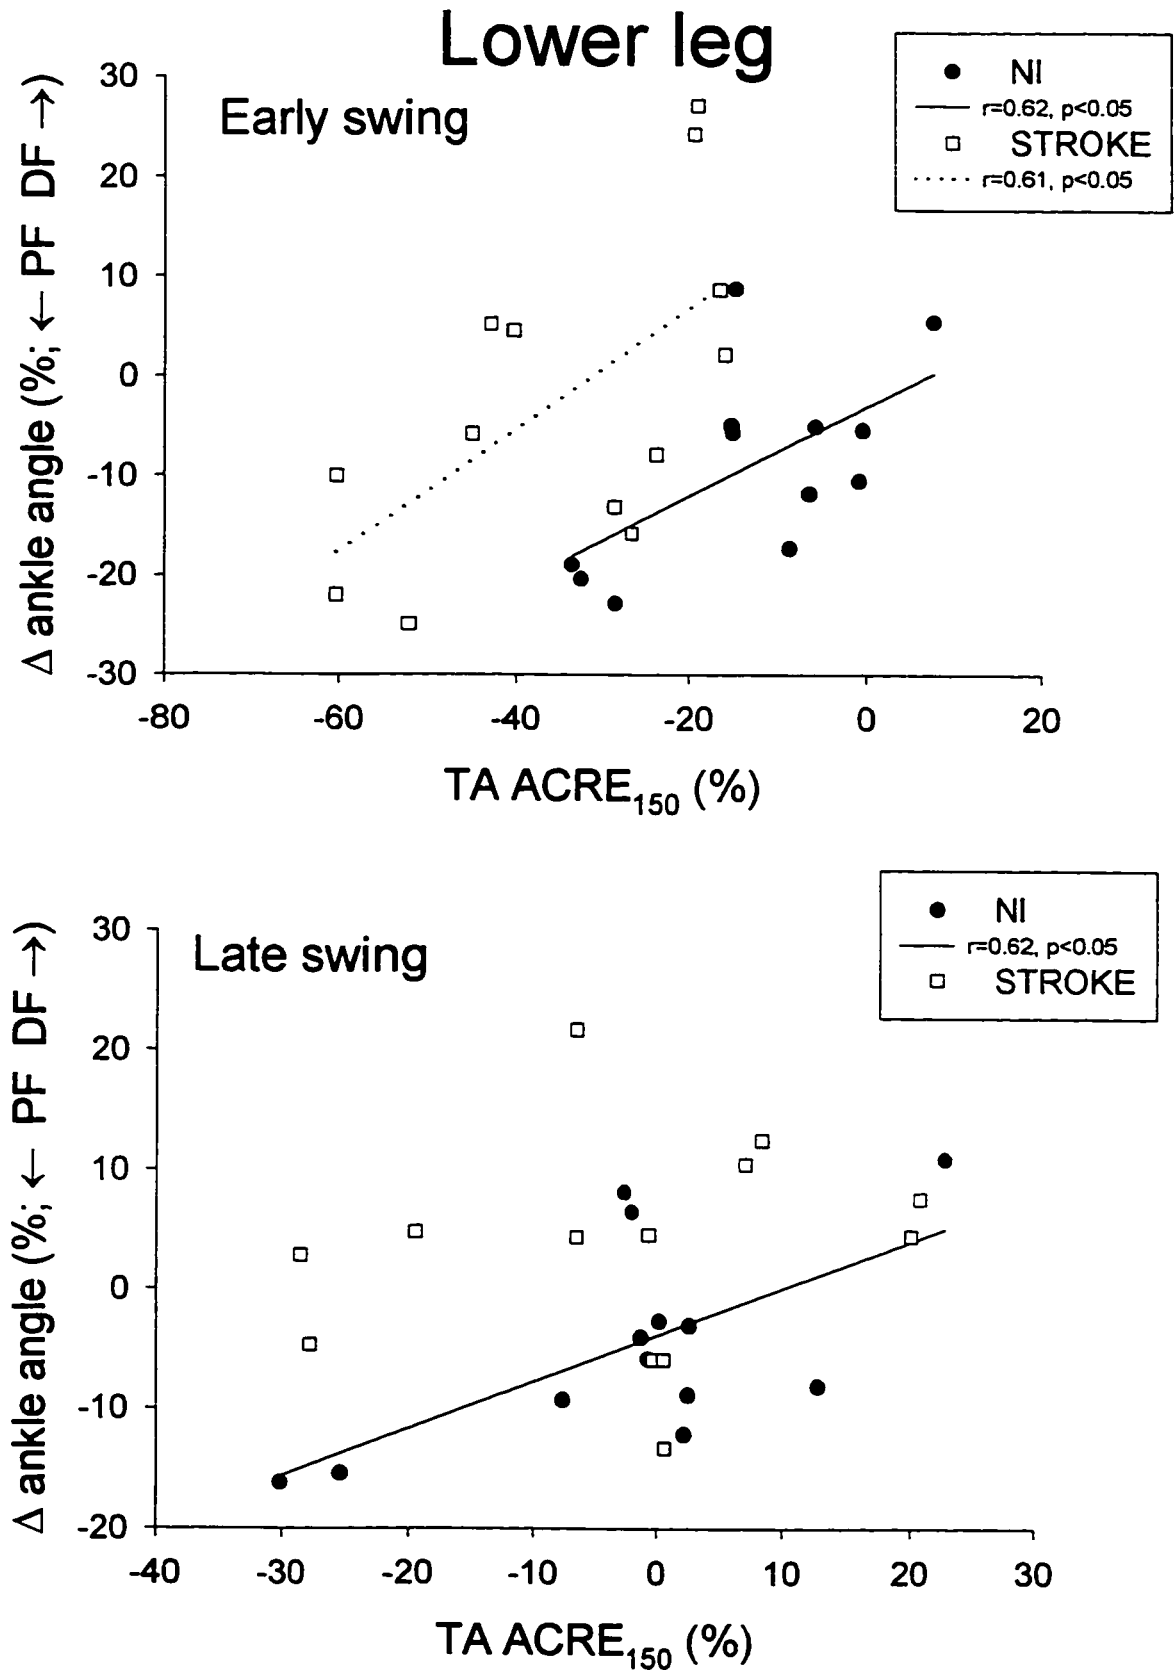 Lower leg
NI
r=0.62, p<0.05
STROKE
r=0.61, p<0.05
Early swing
Δ ankle angle (%; ← PF DF →)
30
20
10
0
-10
-20
-30
-80 -60 -40 -20 0 20
TA ACRE150 (%)
NI
r=0.62, p<0.05
STROKE
Late swing
Δ ankle angle (%; ← PF DF →)
30
20
10
0
-10
-20
-40 -30 -20 -10 0 10 20 30
TA ACRE150 (%)